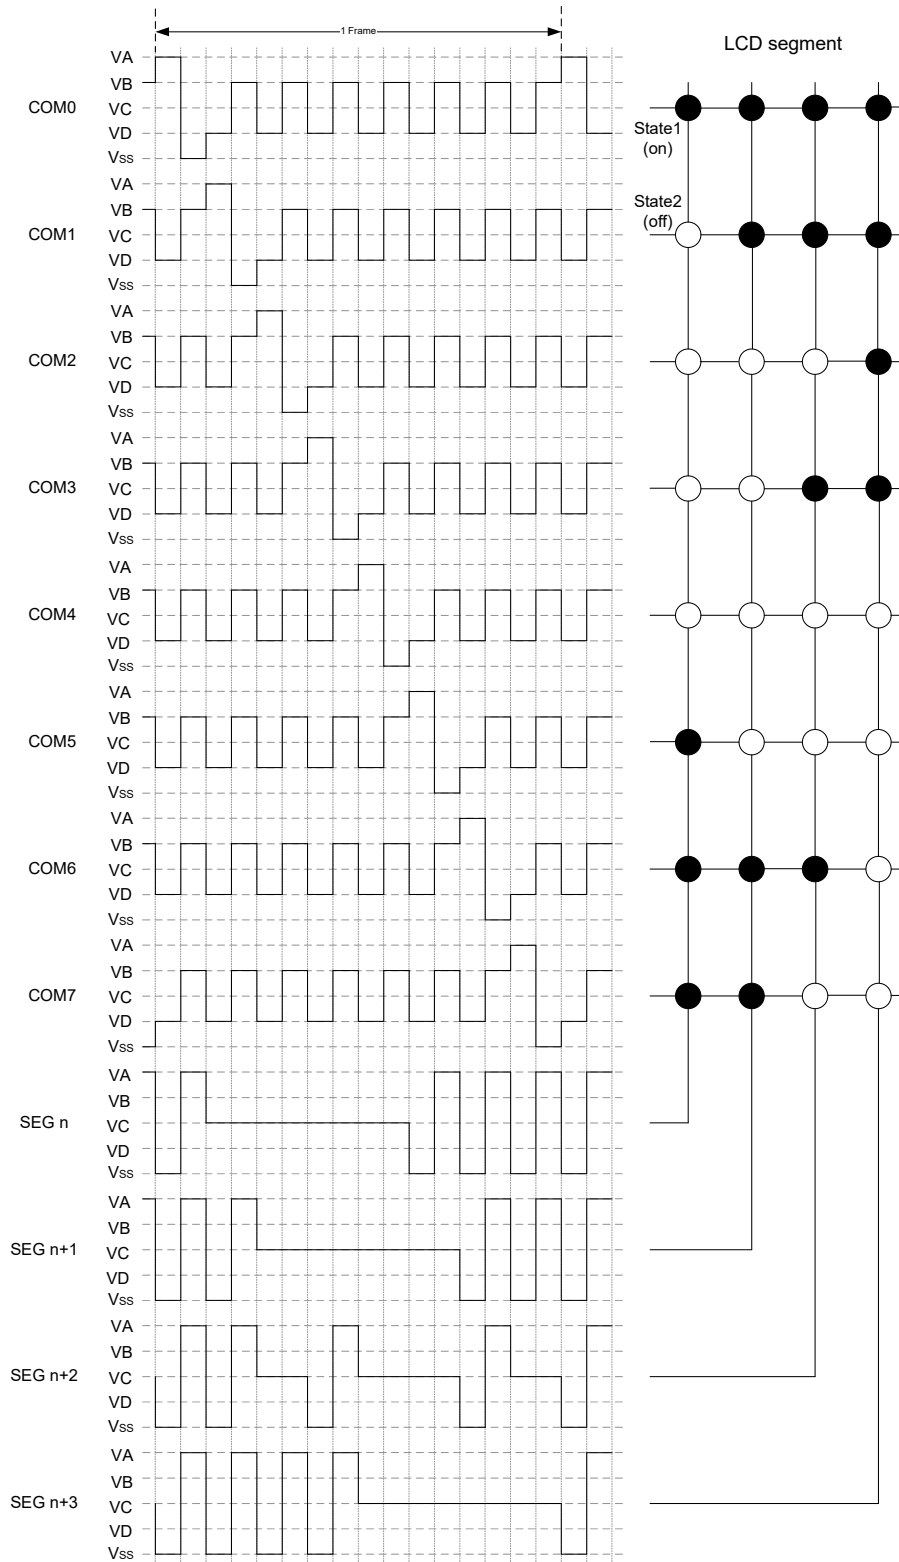 1 Frame
LCD segment
VA
VB
COM0
VC
VD
VSS
State1
(on)
VA
VB
COM1
VC
VD
VSS
State2
(off)
VA
VB
COM2
VC
VD
VSS
VA
VB
COM3
VC
VD
VSS
VA
VB
COM4
VC
VD
VSS
VA
VB
COM5
VC
VD
VSS
VA
VB
COM6
VC
VD
VSS
VA
VB
COM7
VC
VD
VSS
VA
VB
SEG n
VC
VD
VSS
VA
VB
SEG n+1
VC
VD
VSS
VA
VB
SEG n+2
VC
VD
VSS
VA
VB
SEG n+3
VC
VD
VSS